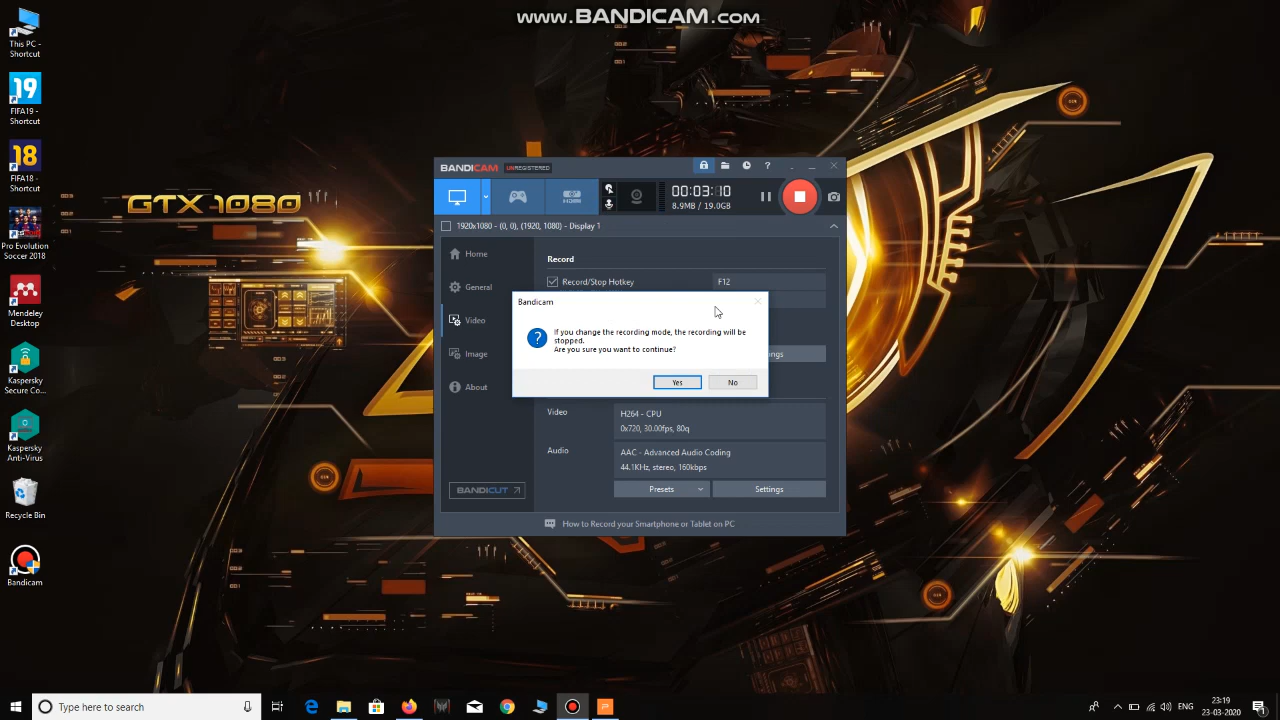 www.BANDICAM.com
This PC -
Shortcut
19
FIFA19 -
Shortcut
18
FIFA18 -
Shortcut
Pro Evolution
Soccer 2018
Mendeley
Desktop
Kaspersky
Secure Co...
Kaspersky
Anti-Virus
Recycle Bin
Bandicam
GTX 1080
BANDICAM UNREGISTERED
?
HDMI
00:03:10
8.9MB / 19.0GB
1920x1080 - (0, 0), (1920, 1080) - Display 1
Home
General
Video
Image
About
BANDICUT
Record
Record/Stop Hotkey
F12
Bandicam
If you change the recording mode, the recording will be
stopped.
Are you sure you want to continue?
Yes
No
Video
H264 - CPU
0x720, 30.00fps, 80q
Audio
AAC - Advanced Audio Coding
44.1KHz, stereo, 160kbps
Presets
Settings
How to Record your Smartphone or Tablet on PC
Type here to search
ENG
23:19
23-03-2020